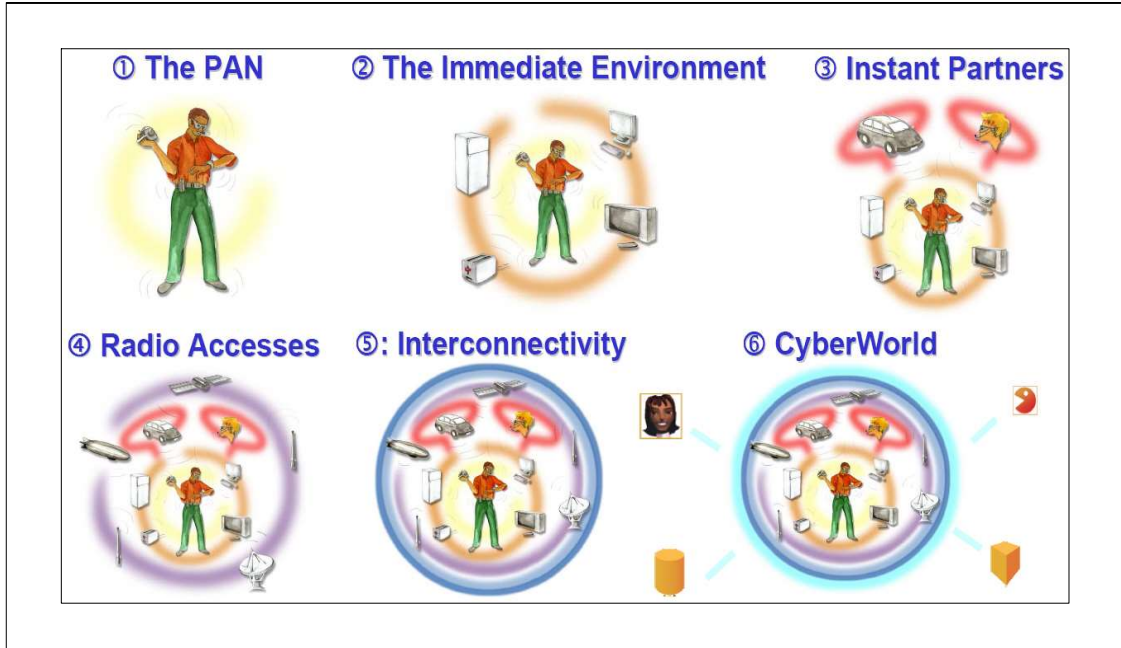 ① The PAN
② The Immediate Environment
③ Instant Partners
④ Radio Accesses
⑤: Interconnectivity
⑥ CyberWorld